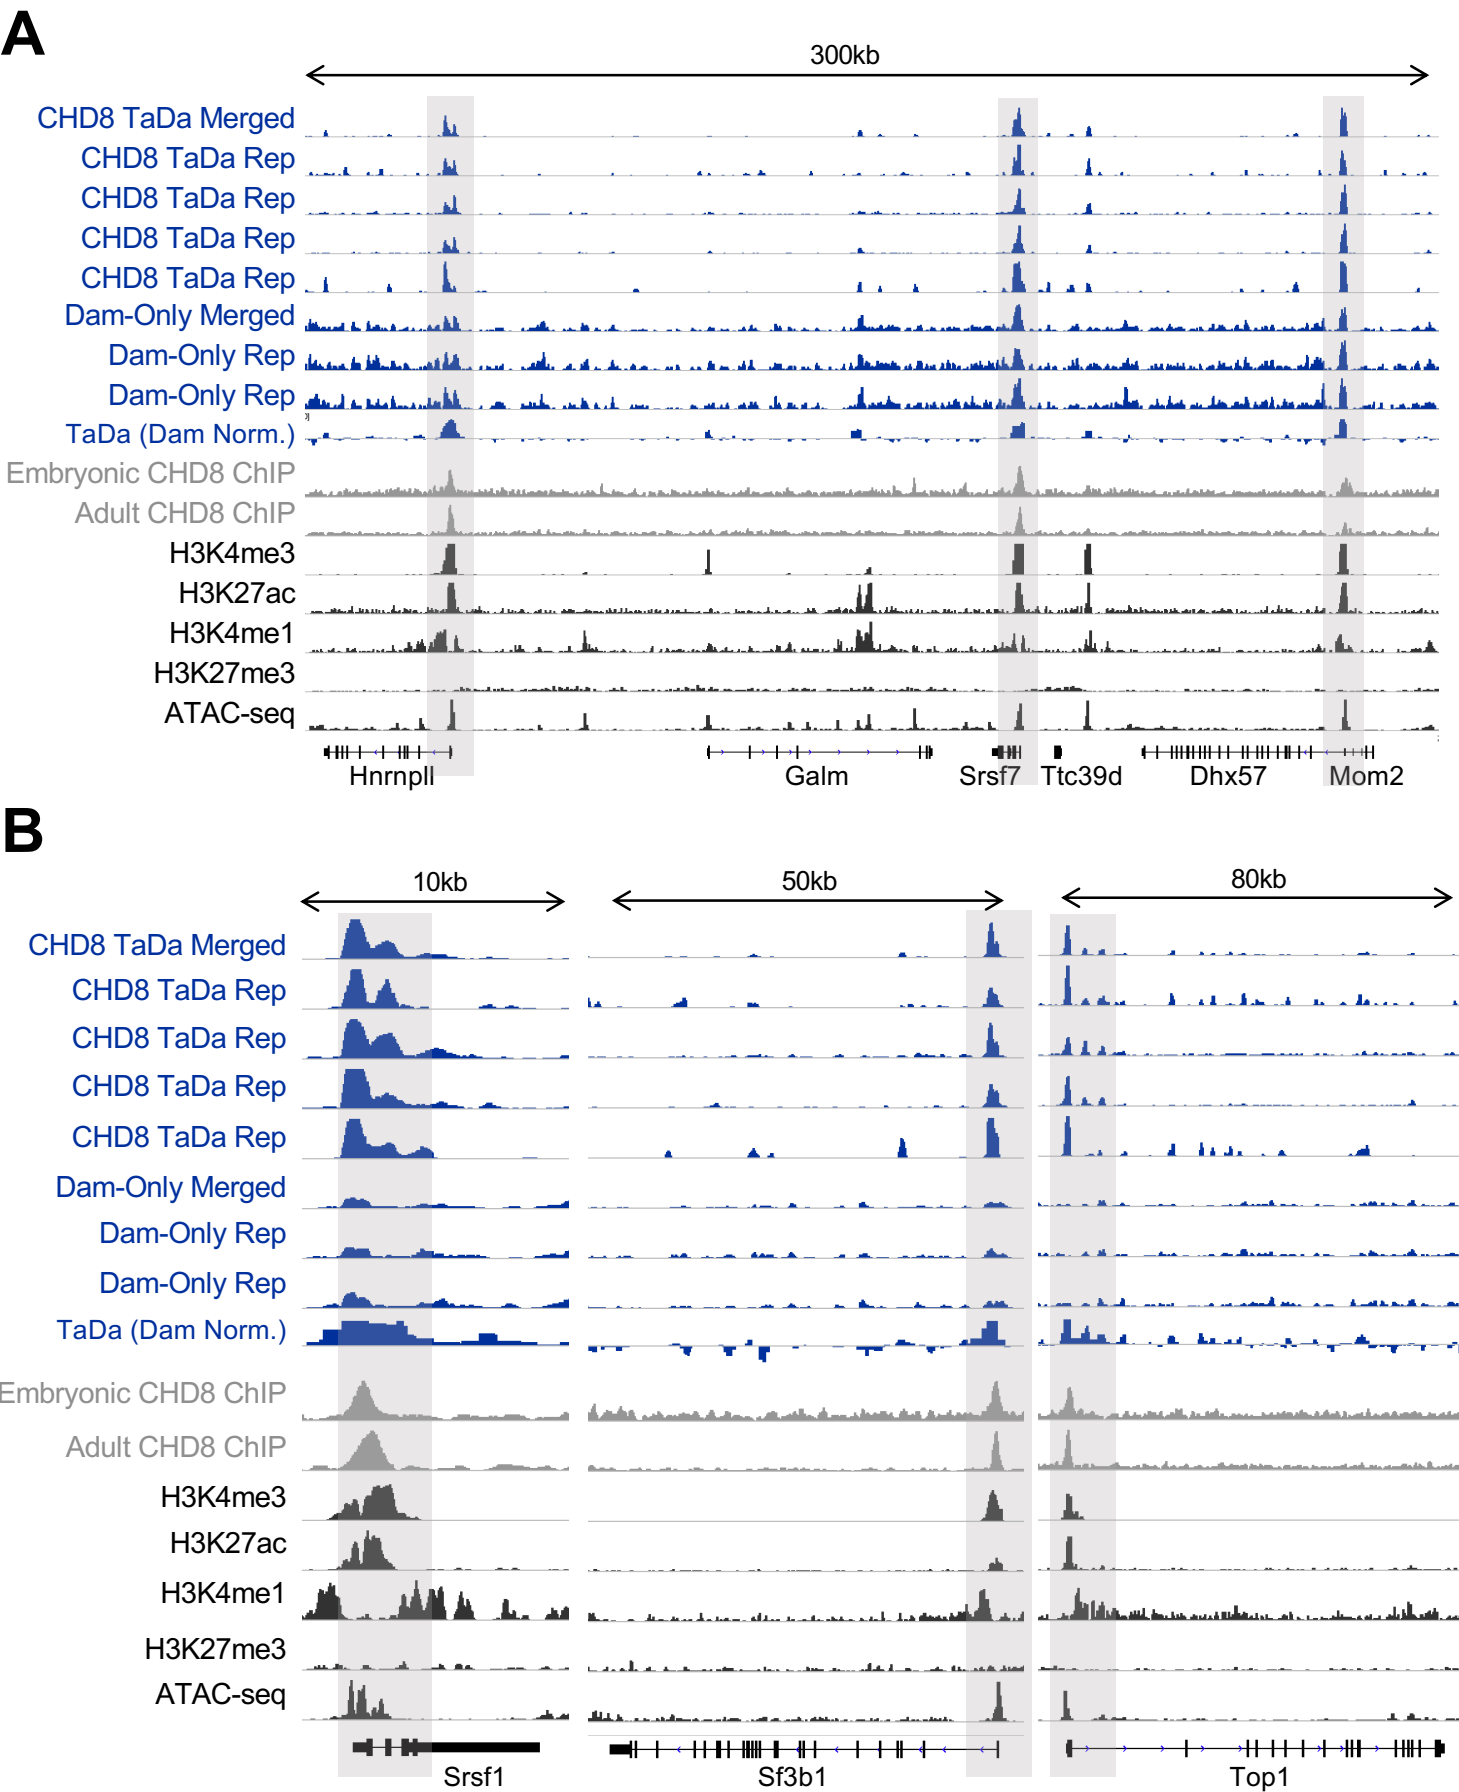 A
300kb
CHD8 TaDa Merged
CHD8 TaDa Rep
CHD8 TaDa Rep
CHD8 TaDa Rep
CHD8 TaDa Rep
Dam-Only Merged
Dam-Only Rep
Dam-Only Rep
TaDa (Dam Norm.)
Embryonic CHD8 ChIP
Adult CHD8 ChIP
H3K4me3
H3K27ac
H3K4me1
H3K27me3
ATAC-seq
Hnrnpll Galm Srsf7 Ttc39d Dhx57 Mom2
B
10kb 50kb 80kb
CHD8 TaDa Merged
CHD8 TaDa Rep
CHD8 TaDa Rep
CHD8 TaDa Rep
CHD8 TaDa Rep
Dam-Only Merged
Dam-Only Rep
Dam-Only Rep
TaDa (Dam Norm.)
Embryonic CHD8 ChIP
Adult CHD8 ChIP
H3K4me3
H3K27ac
H3K4me1
H3K27me3
ATAC-seq
Srsf1 Sf3b1 Top1